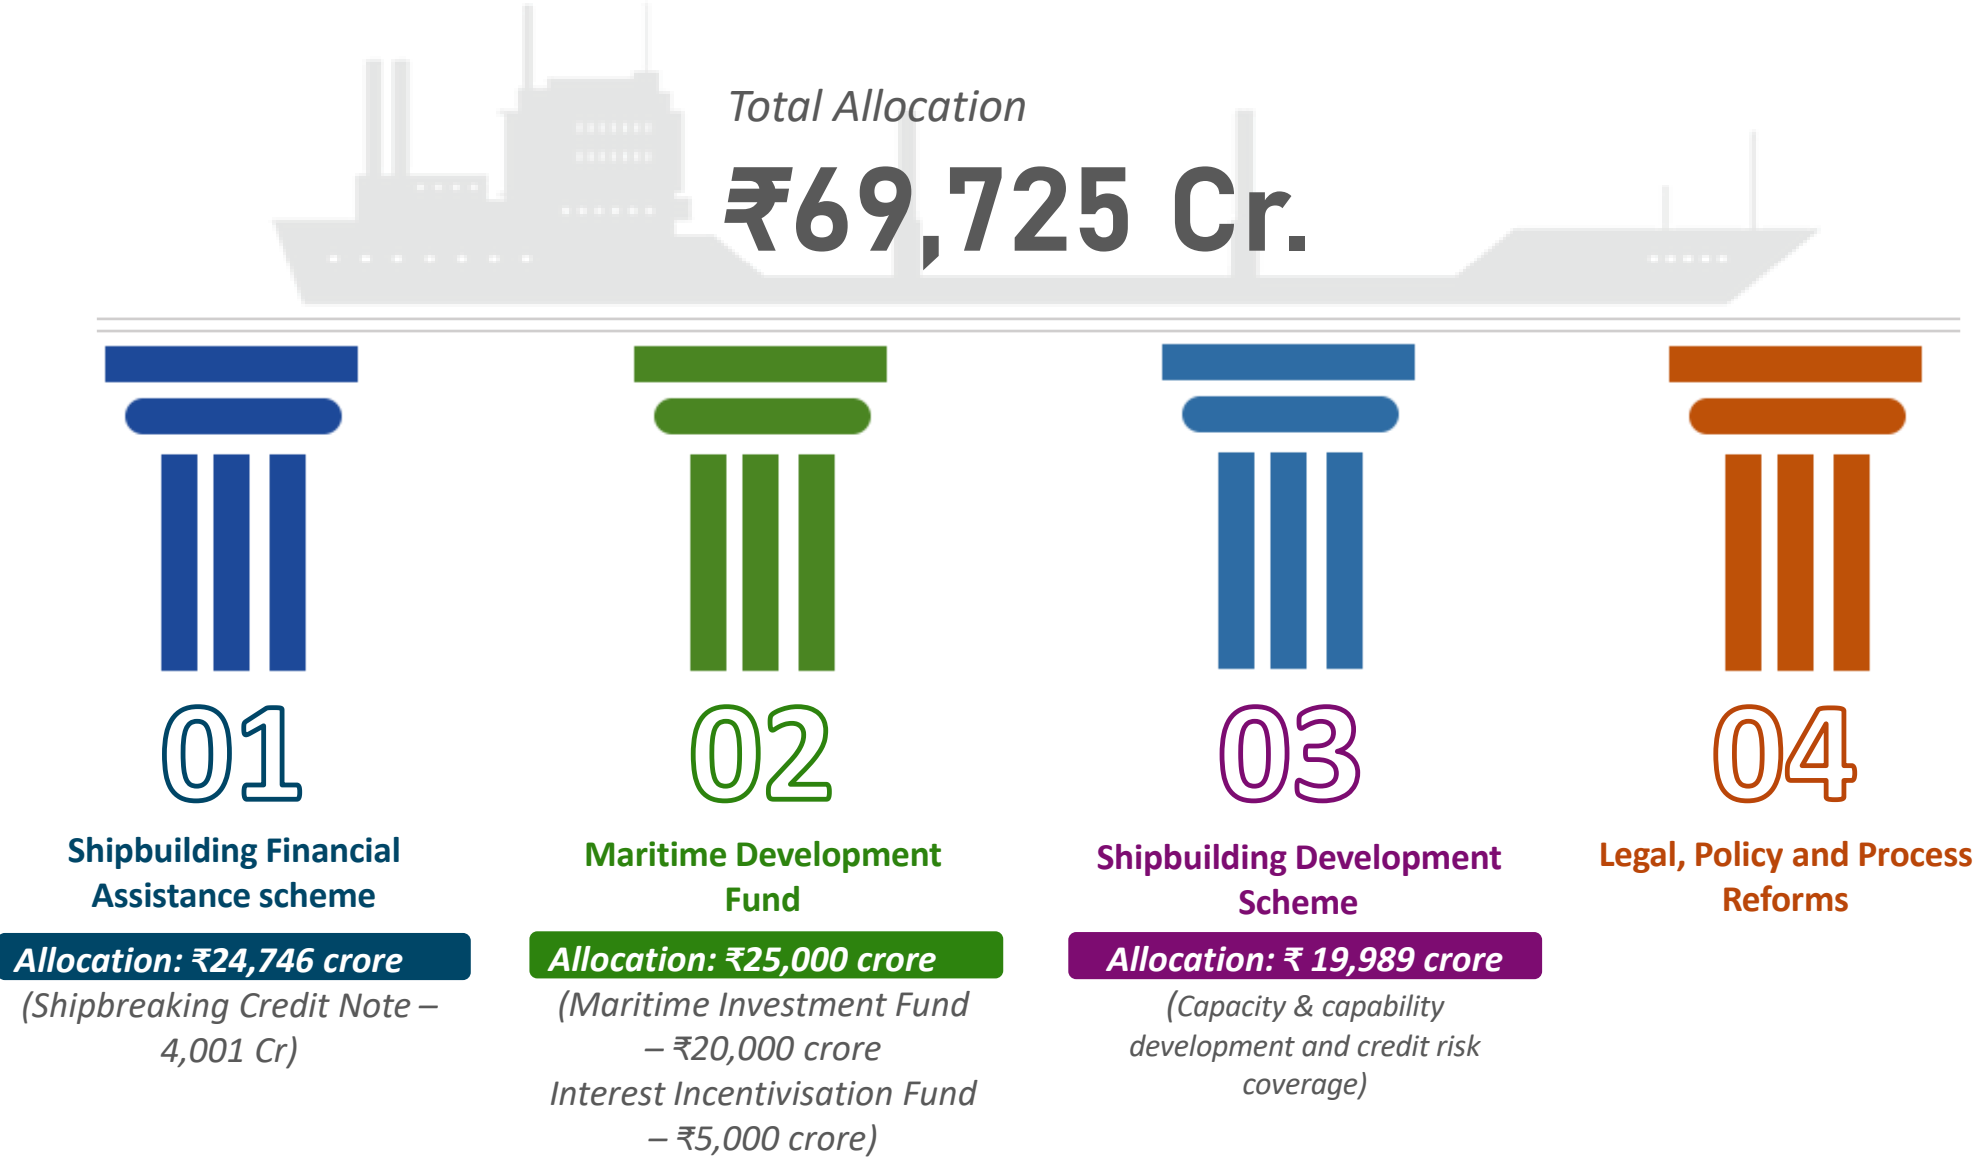 Total Allocation
₹69,725 Cr.
01
Shipbuilding Financial
Assistance scheme
Allocation: ₹24,746 crore
(Shipbreaking Credit Note –
4,001 Cr)
02
Maritime Development
Fund
Allocation: ₹25,000 crore
(Maritime Investment Fund
– ₹20,000 crore
Interest Incentivisation Fund
– ₹5,000 crore)
03
Shipbuilding Development
Scheme
Allocation: ₹ 19,989 crore
(Capacity & capability
development and credit risk
coverage)
04
Legal, Policy and Process
Reforms